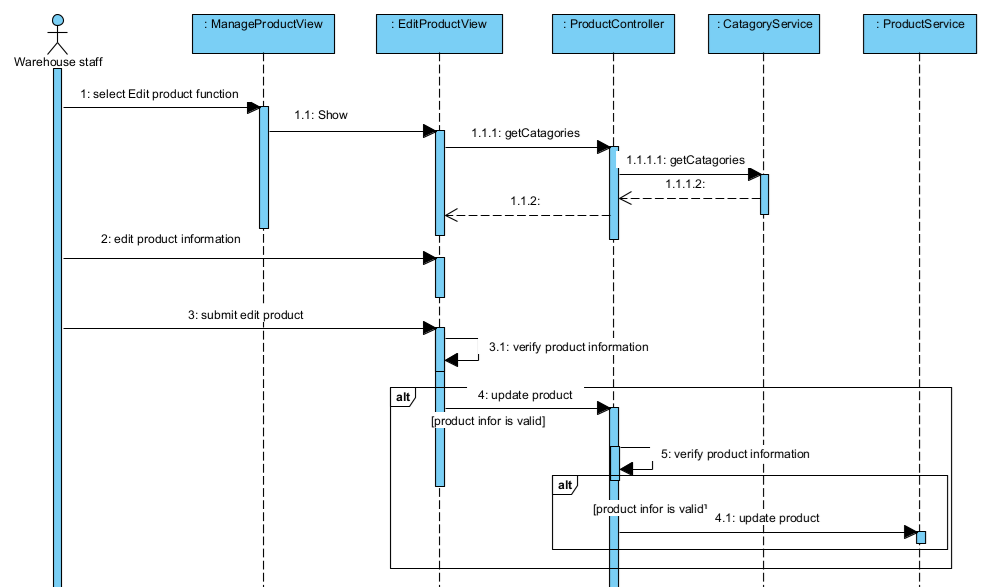 : ManageProductView
: EditProductView
: ProductController
: CatagoryService
: ProductService
Warehouse staff
1: select Edit product function
1.1: Show
1.1.1: getCatagories
1.1.1.1: getCatagories
1.1.1.2:
1.1.2:
2: edit product information
3: submit edit product
3.1: verify product information
alt
4: update product
[product infor is valid]
5: verify product information
alt
[product infor is valid]
4.1: update product